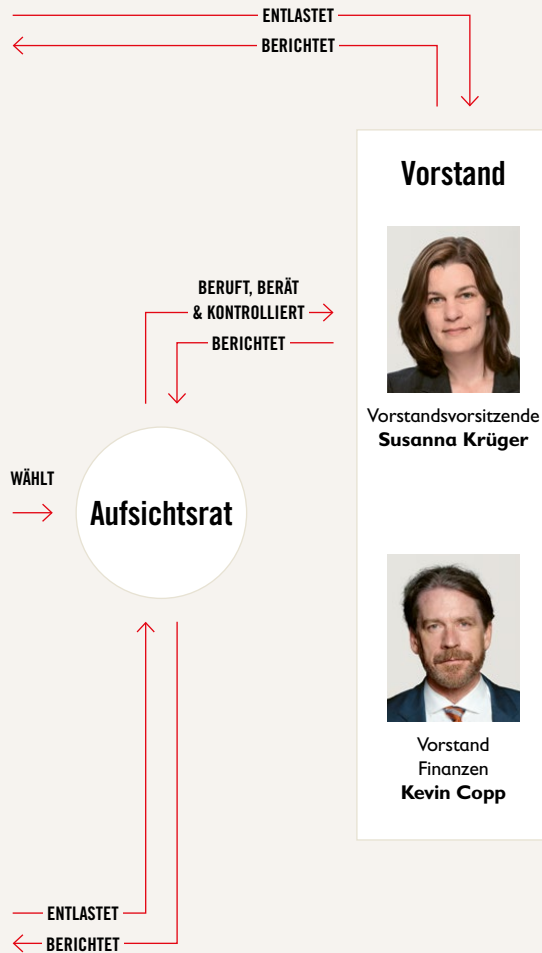 ENTLASTET
BERICHTET
Vorstand
BERUFT, BERÄT
& KONTROLLIERT
BERICHTET
Vorstandsvorsitzende
Susanna Krüger
WÄHLT
Aufsichtsrat
Vorstand
Finanzen
Kevin Copp
ENTLASTET
BERICHTET